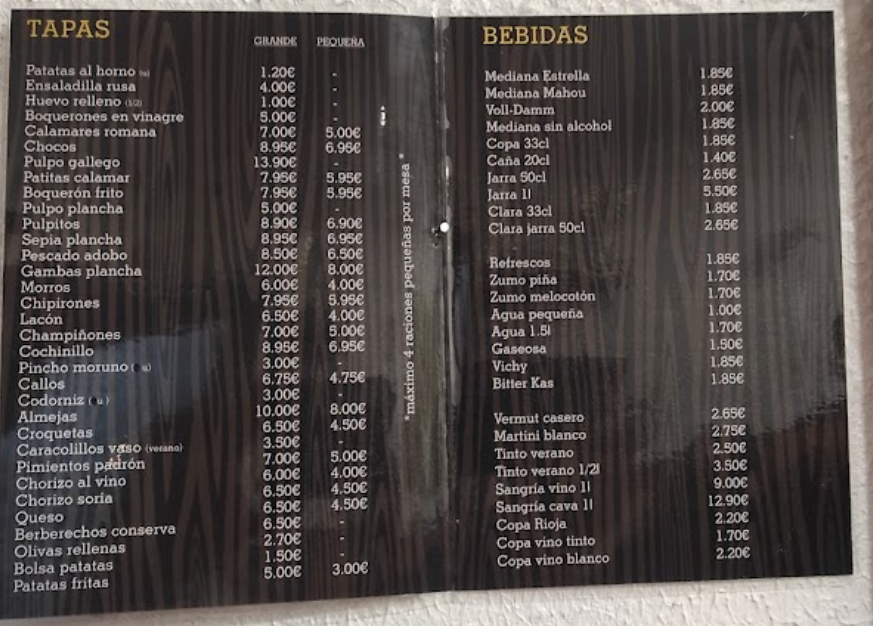 TAPAS
GRANDE PEQUEÑA
Patatas al horno (u) 1.20€ -
Ensaladilla rusa 4.00€ -
Huevo relleno (1/2) 1.00€ -
Boquerones en vinagre 5.00€ -
Calamares romana 7.00€ 5.00€
Chocos 8.95€ 6.95€
Pulpo gallego 13.90€ -
Patitas calamar 7.95€ 5.95€
Boquerón frito 7.95€ 5.95€
Pulpo plancha 5.00€ -
Pulpitos 8.90€ 6.90€
Sepia plancha 8.95€ 6.95€
Pescado adobo 8.50€ 6.50€
Gambas plancha 12.00€ 8.00€
Morros 6.00€ 4.00€
Chipirones 7.95€ 5.95€
Lacón 6.50€ 4.00€
Champiñones 7.00€ 5.00€
Cochinillo 8.95€ 6.95€
Pincho moruno ( u) 3.00€ -
Callos 6.75€ 4.75€
Codorniz ( u.) 3.00€ -
Almejas 10.00€ 8.00€
Croquetas 6.50€ 4.50€
Caracolillos vaso (verano) 3.50€ -
Pimientos padrón 7.00€ 5.00€
Chorizo al vino 6.00€ 4.00€
Chorizo soria 6.50€ 4.50€
Queso 6.50€ 4.50€
Berberechos conserva 6.50€ -
Olivas rellenas 2.70€ -
Bolsa patatas 1.50€ -
Patatas fritas 5.00€ 3.00€
*máximo 4 raciones pequeñas por mesa*
BEBIDAS
Mediana Estrella 1.85€
Mediana Mahou 1.85€
Voll-Damm 2.00€
Mediana sin alcohol 1.85€
Copa 33cl 1.85€
Caña 20cl 1.40€
Jarra 50cl 2.65€
Jarra 1l 5.50€
Clara 33cl 1.85€
Clara jarra 50cl 2.65€
Refrescos 1.85€
Zumo piña 1.70€
Zumo melocotón 1.70€
Agua pequeña 1.00€
Agua 1.5l 1.70€
Gaseosa 1.50€
Vichy 1.85€
Bitter Kas 1.85€
Vermut casero 2.65€
Martini blanco 2.75€
Tinto verano 2.50€
Tinto verano 1/2l 3.50€
Sangría vino 1l 9.00€
Sangría cava 1l 12.90€
Copa Rioja 2.20€
Copa vino tinto 1.70€
Copa vino blanco 2.20€